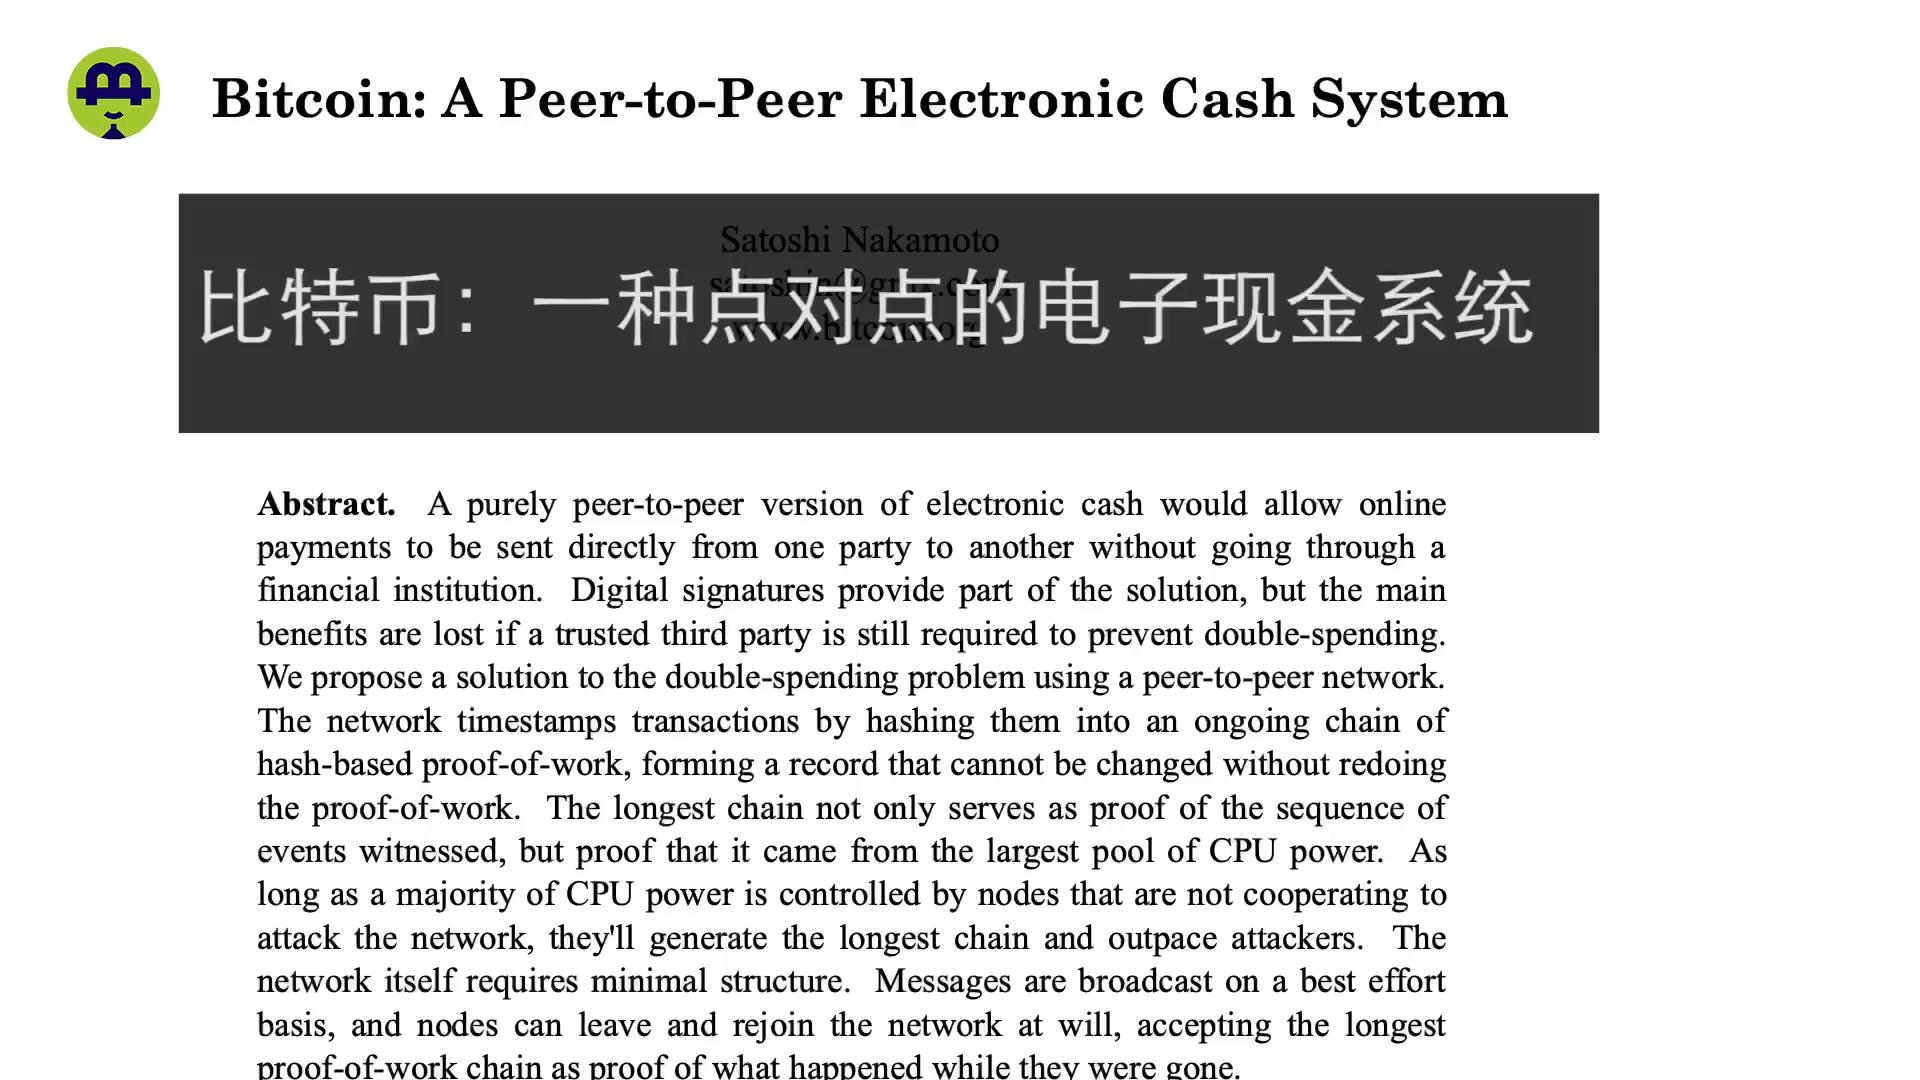 Bitcoin: A Peer-to-Peer Electronic Cash System
Satoshi Nakamoto
satoshin@gmx.com
www.bitcoin.org
比特币：一种点对点的电子现金系统
Abstract. A purely peer-to-peer version of electronic cash would allow online
payments to be sent directly from one party to another without going through a
financial institution. Digital signatures provide part of the solution, but the main
benefits are lost if a trusted third party is still required to prevent double-spending.
We propose a solution to the double-spending problem using a peer-to-peer network.
The network timestamps transactions by hashing them into an ongoing chain of
hash-based proof-of-work, forming a record that cannot be changed without redoing
the proof-of-work. The longest chain not only serves as proof of the sequence of
events witnessed, but proof that it came from the largest pool of CPU power. As
long as a majority of CPU power is controlled by nodes that are not cooperating to
attack the network, they'll generate the longest chain and outpace attackers. The
network itself requires minimal structure. Messages are broadcast on a best effort
basis, and nodes can leave and rejoin the network at will, accepting the longest
proof-of-work chain as proof of what happened while they were gone.